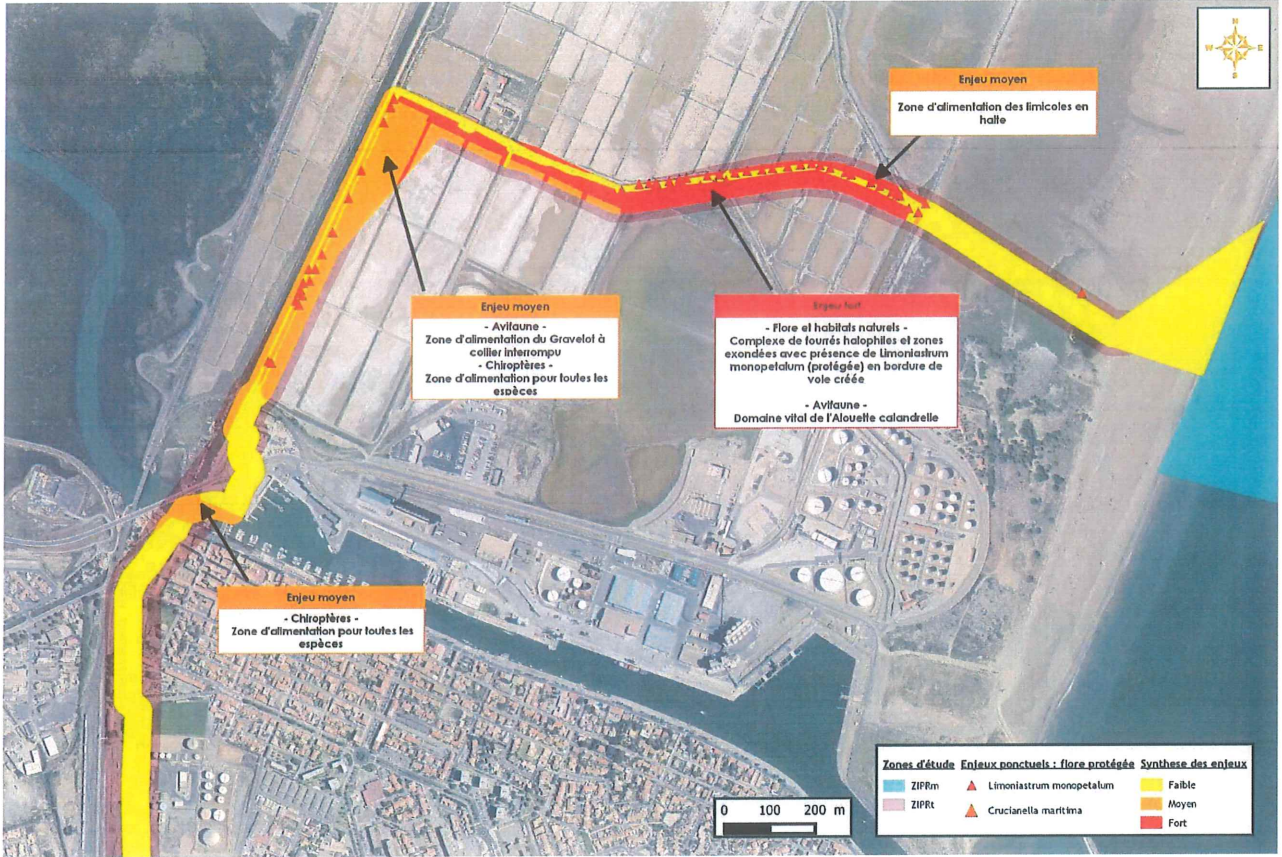 N
W E
S
Enjeu moyen
Zone d'alimentation des limicoles en
halte
Enjeu moyen
- Avifaune -
Zone d'alimentation du Gravelot à
collier interrompu
- Chiroptères -
Zone d'alimentation pour toutes les
espèces
Enjeu fort
- Flore et habitats naturels -
Complexe de fourrés halophiles et zones
exondées avec présence de Limoniastrum
monopetalum (protégée) en bordure de
voie créée
- Avifaune -
Domaine vital de l'Alouette calandrelle
Enjeu moyen
- Chiroptères -
Zone d'alimentation pour toutes les
espèces
0 100 200 m
Zones d'étude
ZIPRm
ZIPRt
Enjeux ponctuels : flore protégée
Limoniastrum monopetalum
Crucianella maritima
Synthese des enjeux
Faible
Moyen
Fort